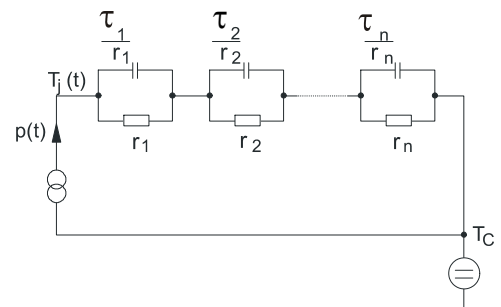 τ1/r1 τ2/r2 τn/rn
Tj (t)
r1 r2 rn
p(t)
TC